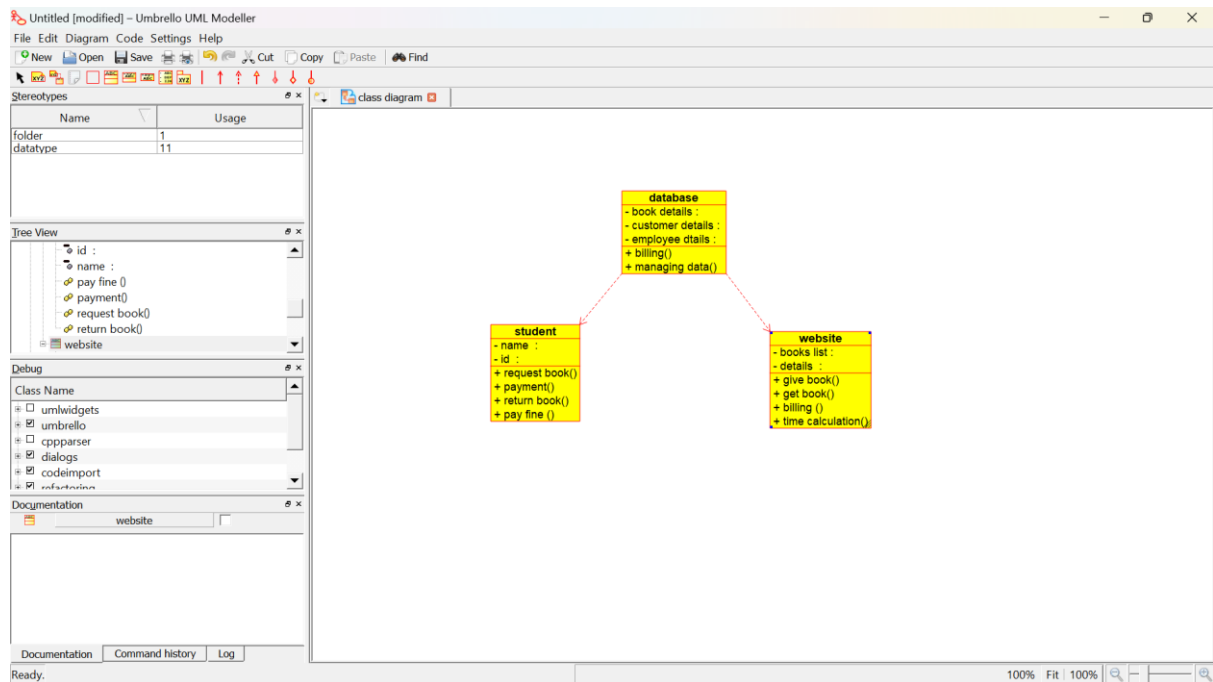 Untitled [modified] – Umbrello UML Modeller
File Edit Diagram Code Settings Help
New Open Save Cut Copy Paste Find
Stereotypes
class diagram
Name Usage
folder 1
datatype 11
Tree View
id :
name :
pay fine ()
payment()
request book()
return book()
website
Debug
Class Name
umlwidgets
umbrello
cppparser
dialogs
codeimport
refactoring
Documentation
website
Documentation Command history Log
Ready.
database
- book details :
- customer details :
- employee dtails :
+ billing()
+ managing data()
student
- name :
- id :
+ request book()
+ payment()
+ return book()
+ pay fine ()
website
- books list :
- details :
+ give book()
+ get book()
+ billing ()
+ time calculation()
100% Fit 100%